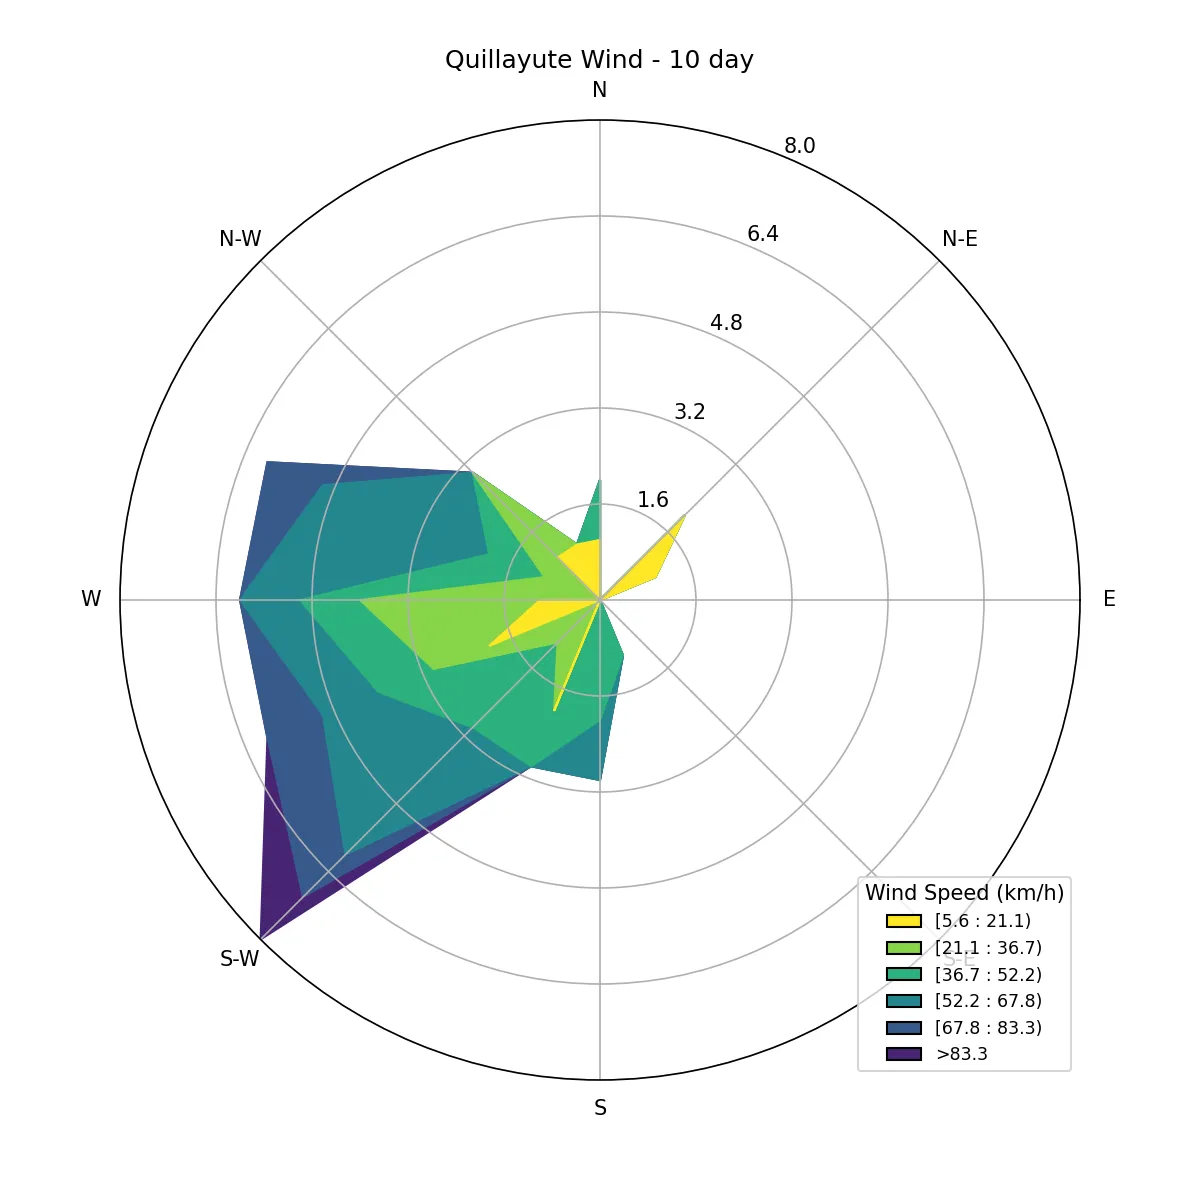 Quillayute Wind - 10 day
N
8.0
N-W
6.4
N-E
4.8
3.2
1.6
W
E
Wind Speed (km/h)
[5.6 : 21.1)
[21.1 : 36.7)
S-W
S-E
[36.7 : 52.2)
[52.2 : 67.8)
[67.8 : 83.3)
>83.3
S